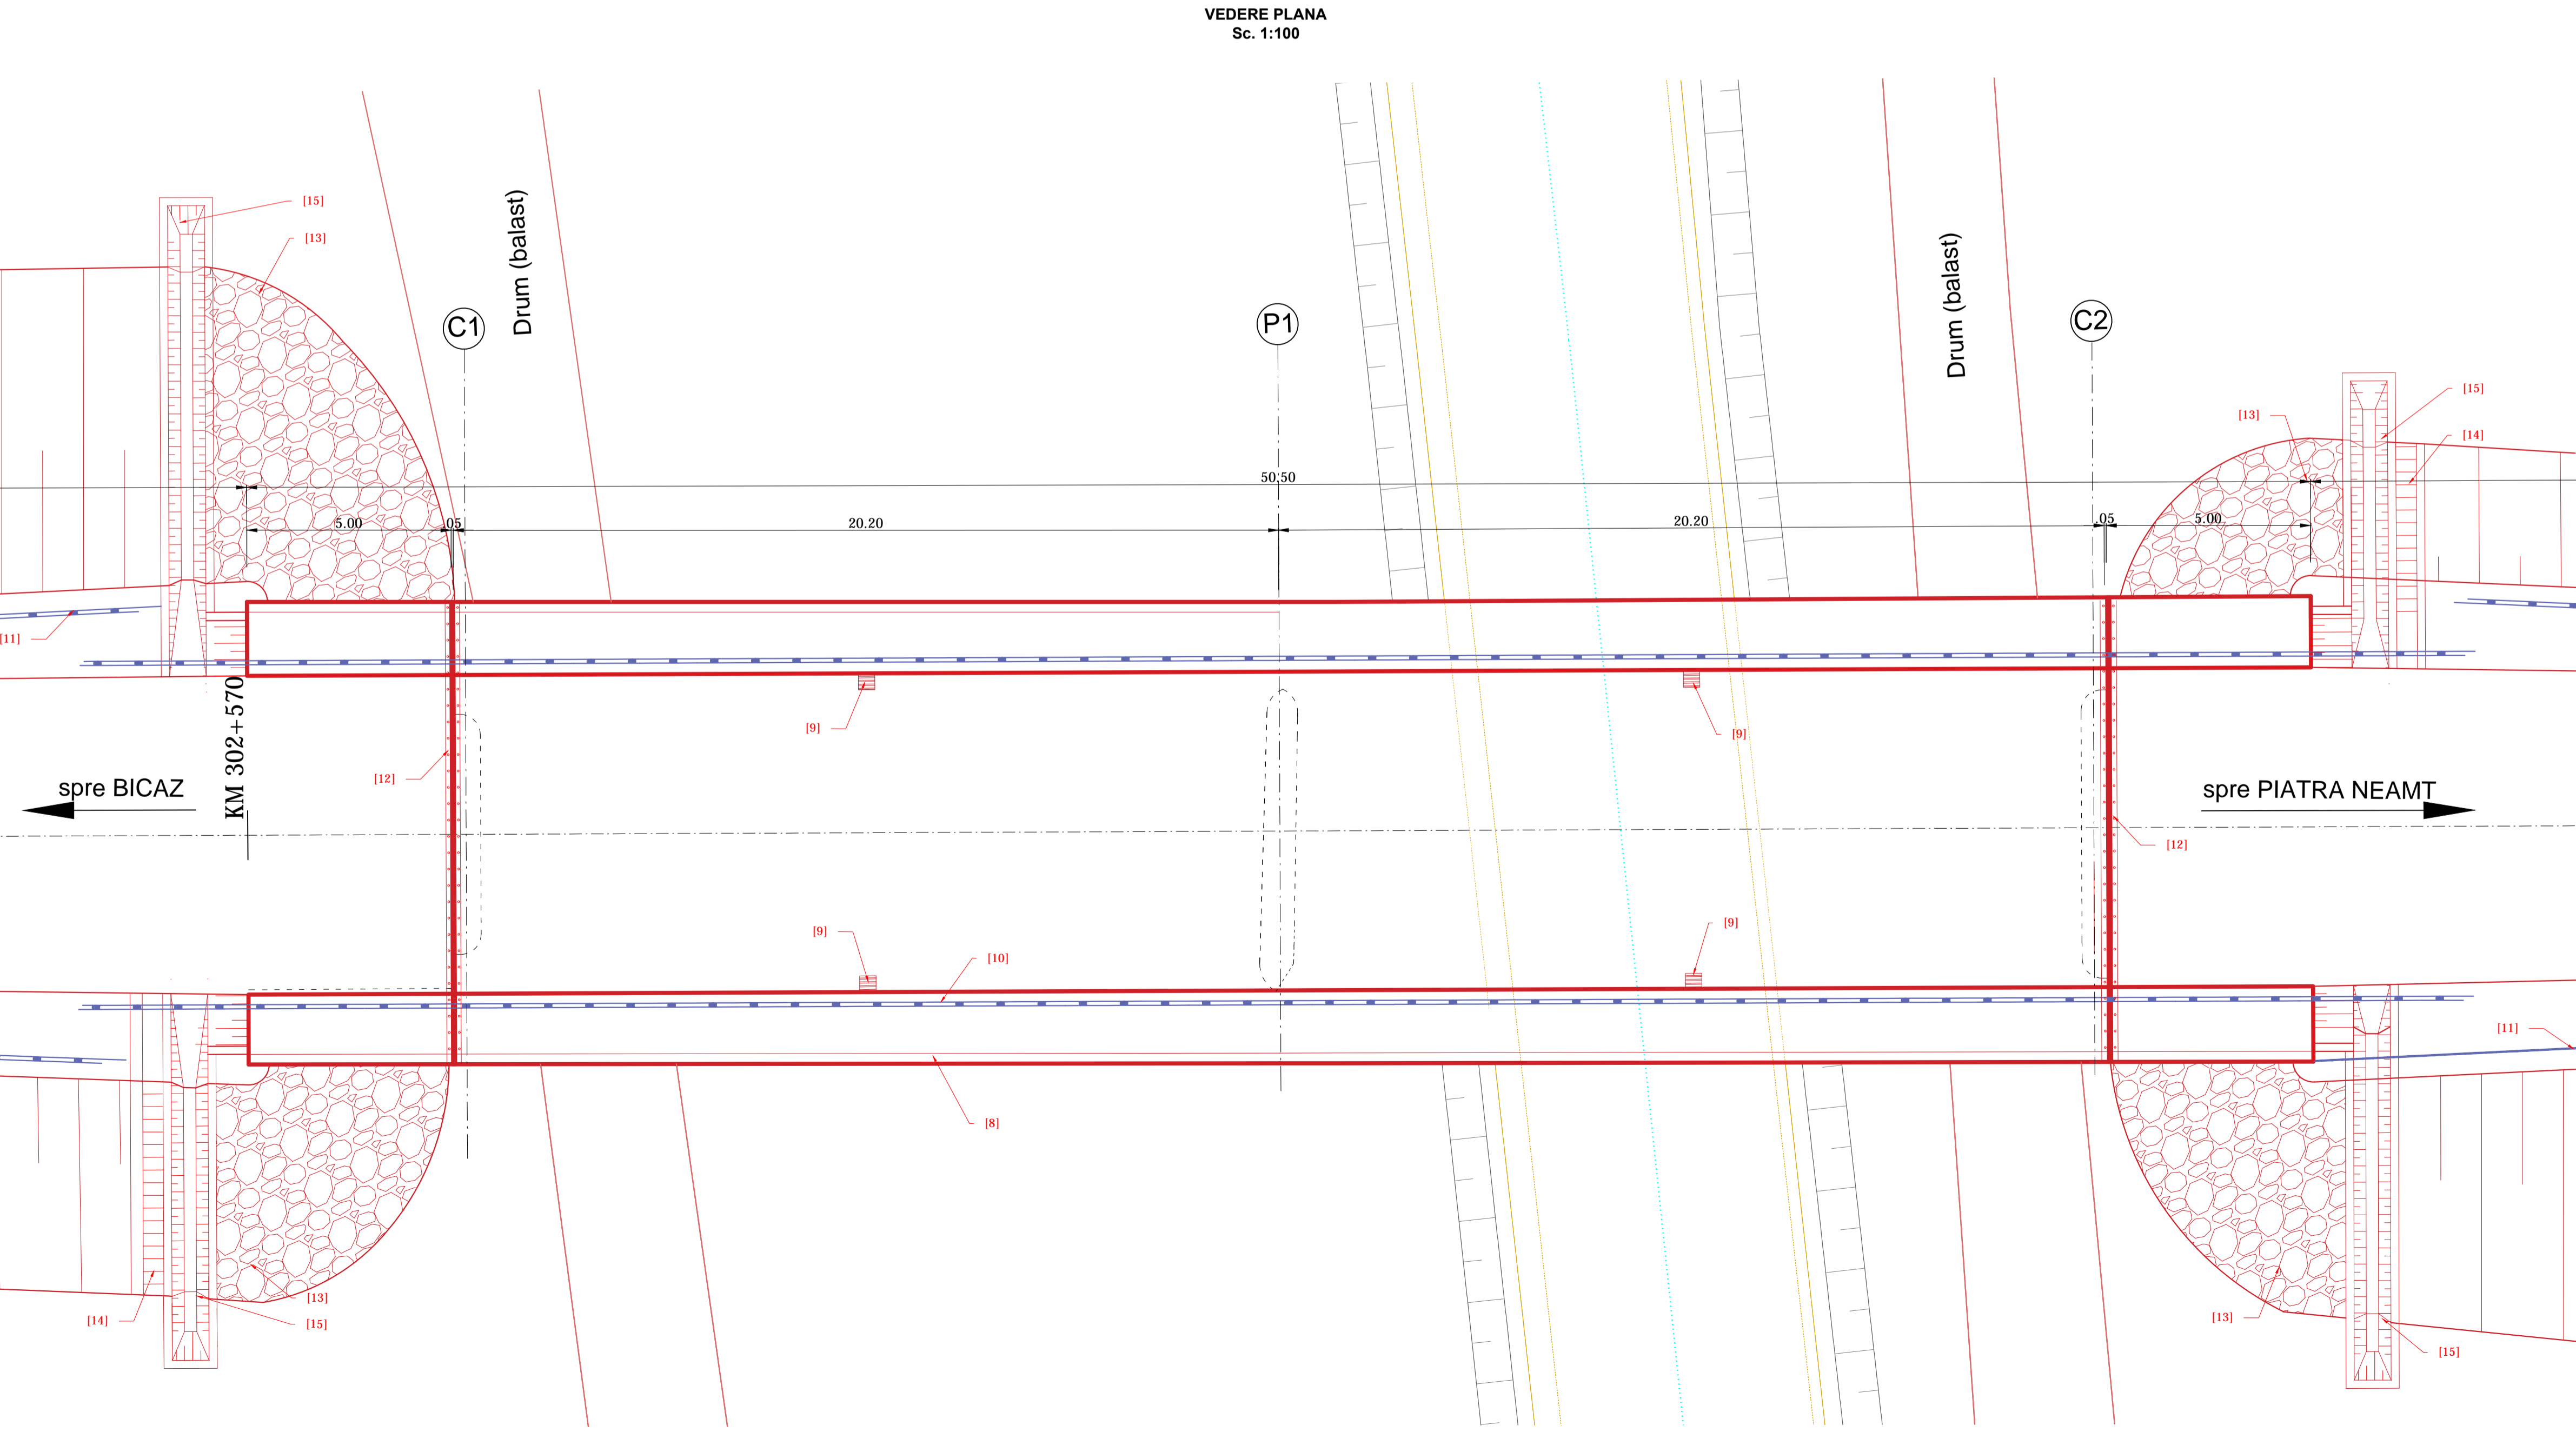 VEDERE PLANA
Sc. 1:100
[15]
[13]
Drum (balast)
C1
P1
C2
Drum (balast)
[15]
[13]
[14]
50.50
5.00
.05
20.20
20.20
.05
5.00
[11]
[9]
[9]
KM 302+570
[12]
spre BICAZ
spre PIATRA NEAMT
[12]
[9]
[9]
[10]
[11]
[8]
[13]
[14]
[15]
[13]
[15]